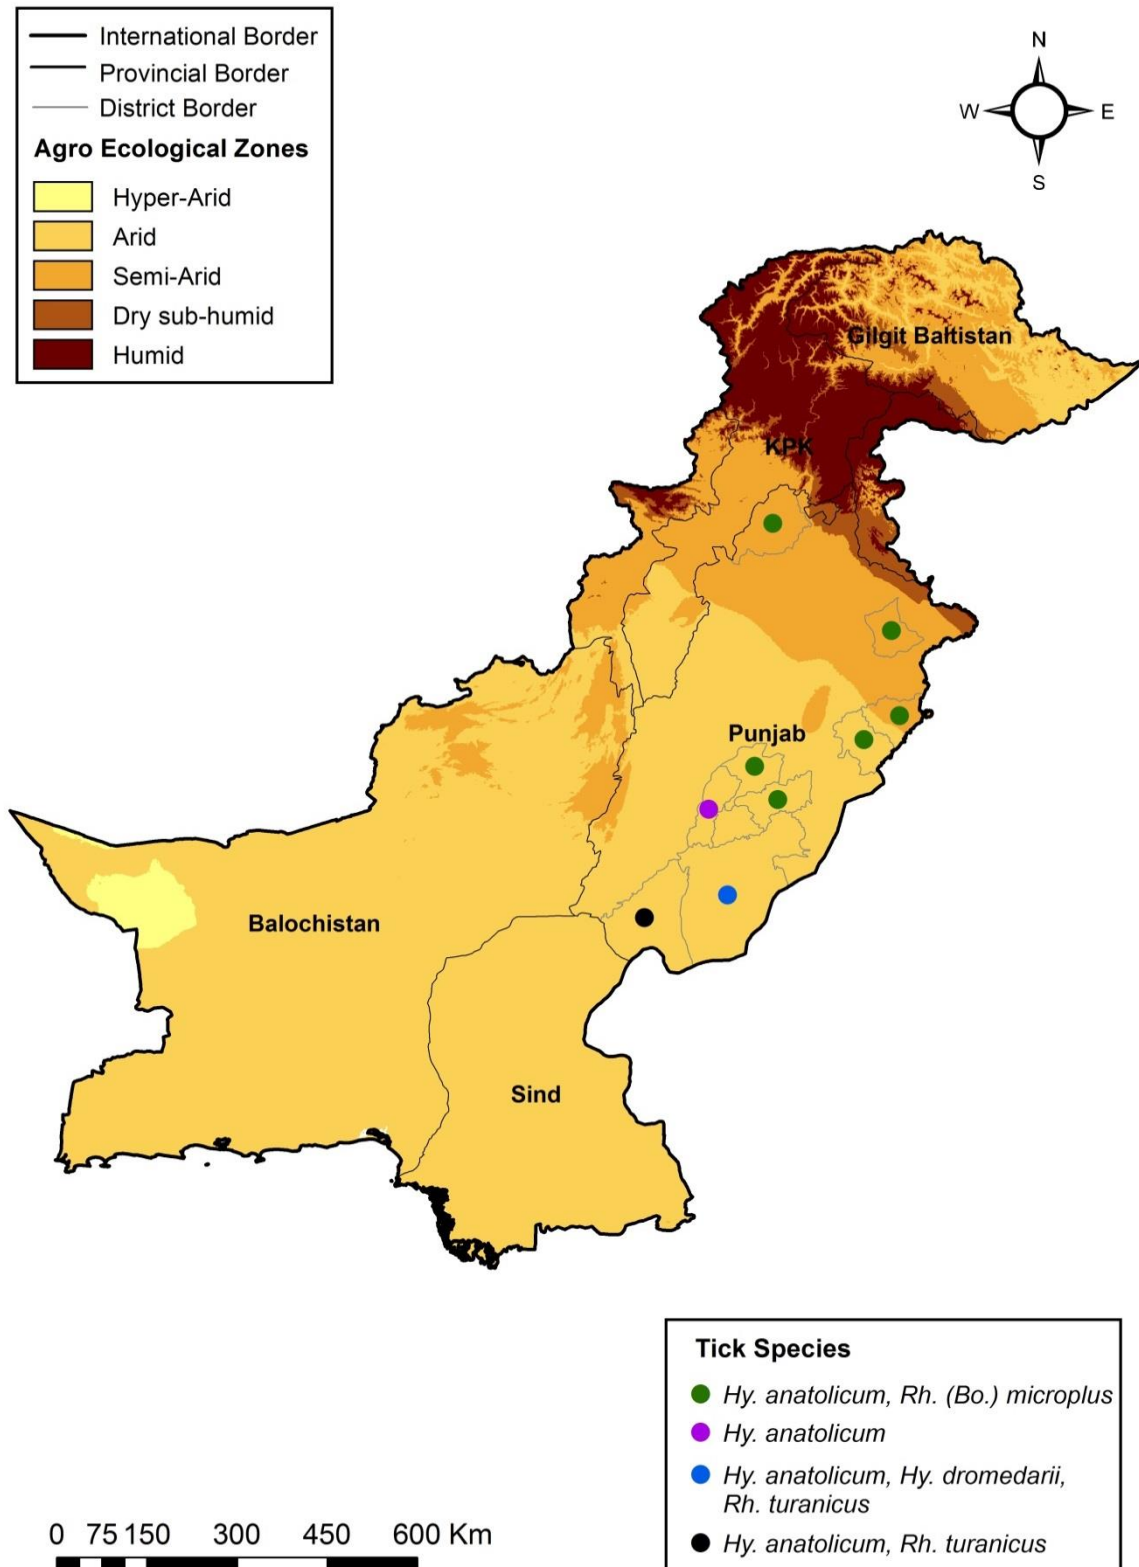 International Border
Provincial Border
District Border
Agro Ecological Zones
Hyper-Arid
Arid
Semi-Arid
Dry sub-humid
Humid
N
W
E
S
Gilgit Baltistan
KPK
Punjab
Balochistan
Sind
Tick Species
Hy. anatolicum, Rh. (Bo.) microplus
Hy. anatolicum
Hy. anatolicum, Hy. dromedarii,
Rh. turanicus
Hy. anatolicum, Rh. turanicus
0 75 150 300 450 600 Km